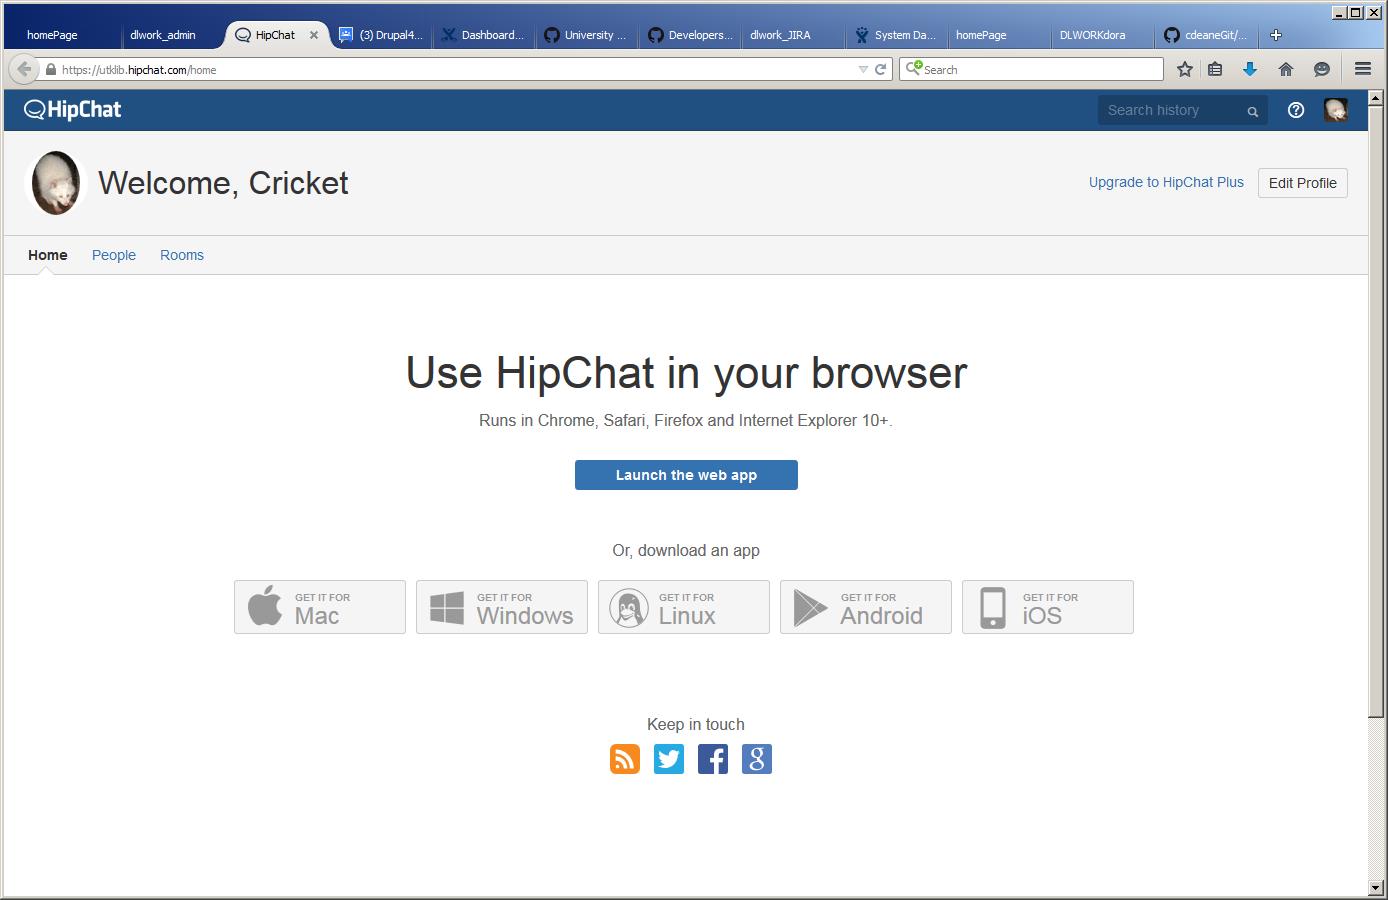 homePage dlwork_admin HipChat (3) Drupal4... Dashboard... University ... Developers... dlwork_JIRA System Da... homePage DLWORKdora cdeaneGit/...
https://utklib.hipchat.com/home Search
HipChat Search history
Welcome, Cricket Upgrade to HipChat Plus Edit Profile
Home People Rooms
Use HipChat in your browser
Runs in Chrome, Safari, Firefox and Internet Explorer 10+.
Launch the web app
Or, download an app
GET IT FOR GET IT FOR GET IT FOR GET IT FOR GET IT FOR
Mac Windows Linux Android iOS
Keep in touch